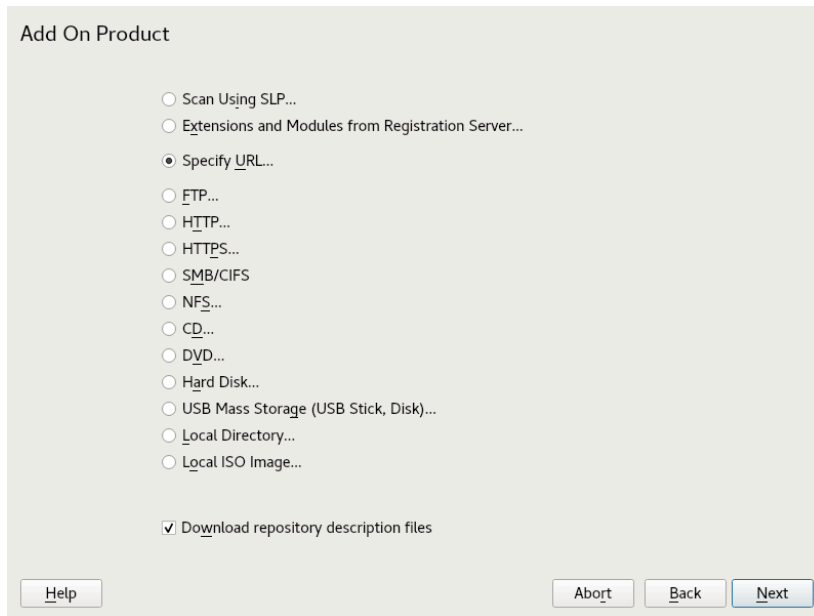 Add On Product
Scan Using SLP...
Extensions and Modules from Registration Server...
Specify URL...
FTP...
HTTP...
HTTPS...
SMB/CIFS
NFS...
CD...
DVD...
Hard Disk...
USB Mass Storage (USB Stick, Disk)...
Local Directory...
Local ISO Image...
Download repository description files
Help Abort Back Next